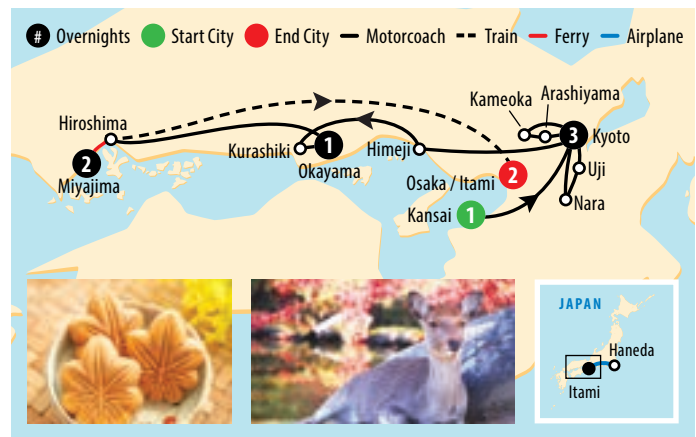 # Overnights Start City End City Motorcoach Train Ferry Airplane
Kameoka
Arashiyama
Hiroshima
3 Kyoto
Kurashiki
1
Himeji
2
Miyajima
Okayama
Osaka / Itami
2
Uji
Kansai
1
Nara
JAPAN
Haneda
Itami